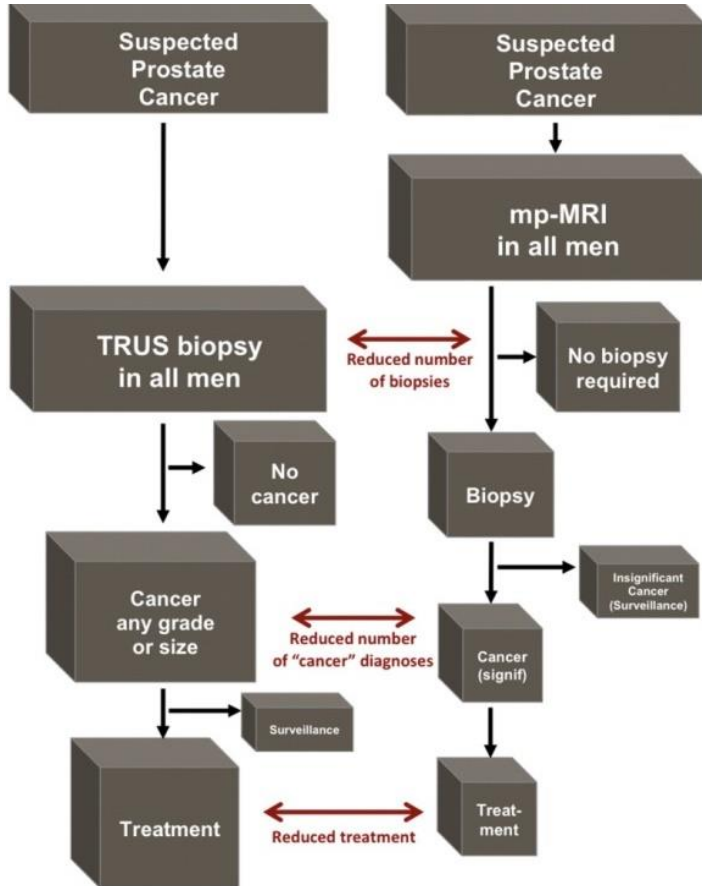 Suspected
Prostate
Cancer
Suspected
Prostate
Cancer
mp-MRI
in all men
TRUS biopsy
in all men
Reduced number
of biopsies
No biopsy
required
No
cancer
Biopsy
Insignificant
Cancer
(Surveillance)
Cancer
any grade
or size
Reduced number
of “cancer” diagnoses
Cancer
(signif)
Surveillance
Treatment
Reduced treatment
Treat-
ment